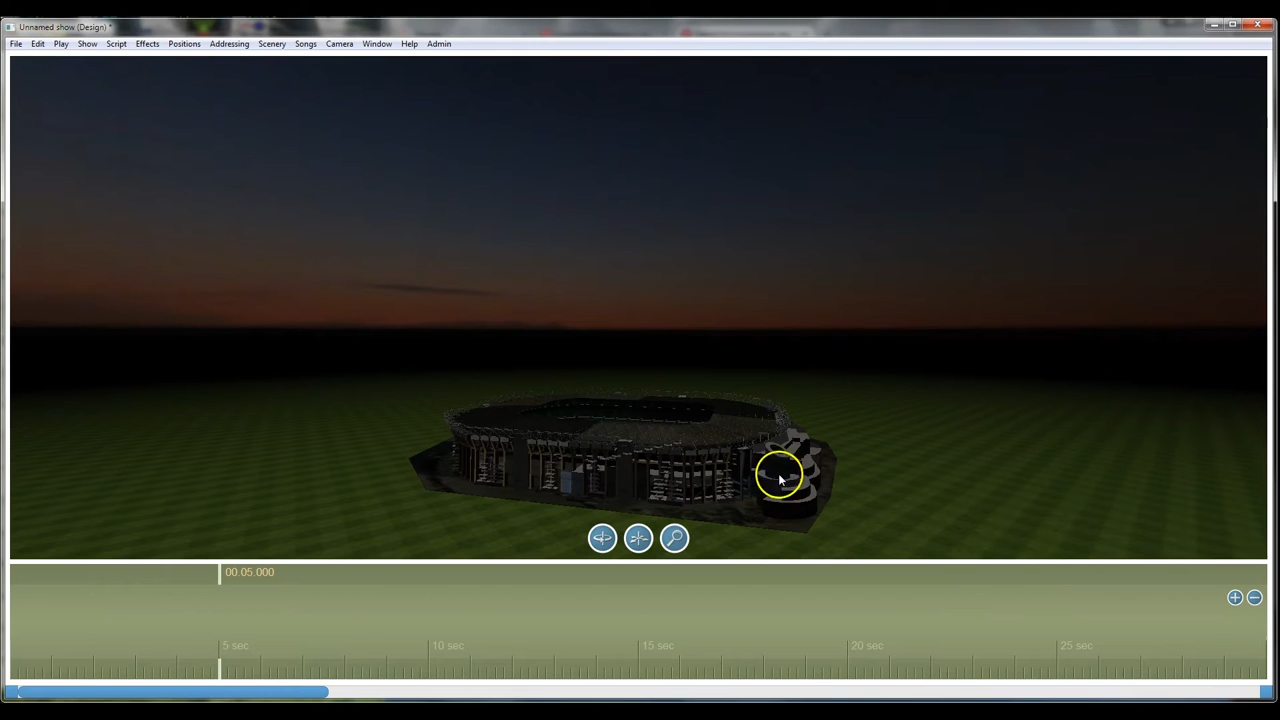 Unnamed show (Design) *
File Edit Play Show Script Effects Positions Addressing Scenery Songs Camera Window Help Admin
00:05.000
5 sec 10 sec 15 sec 20 sec 25 sec